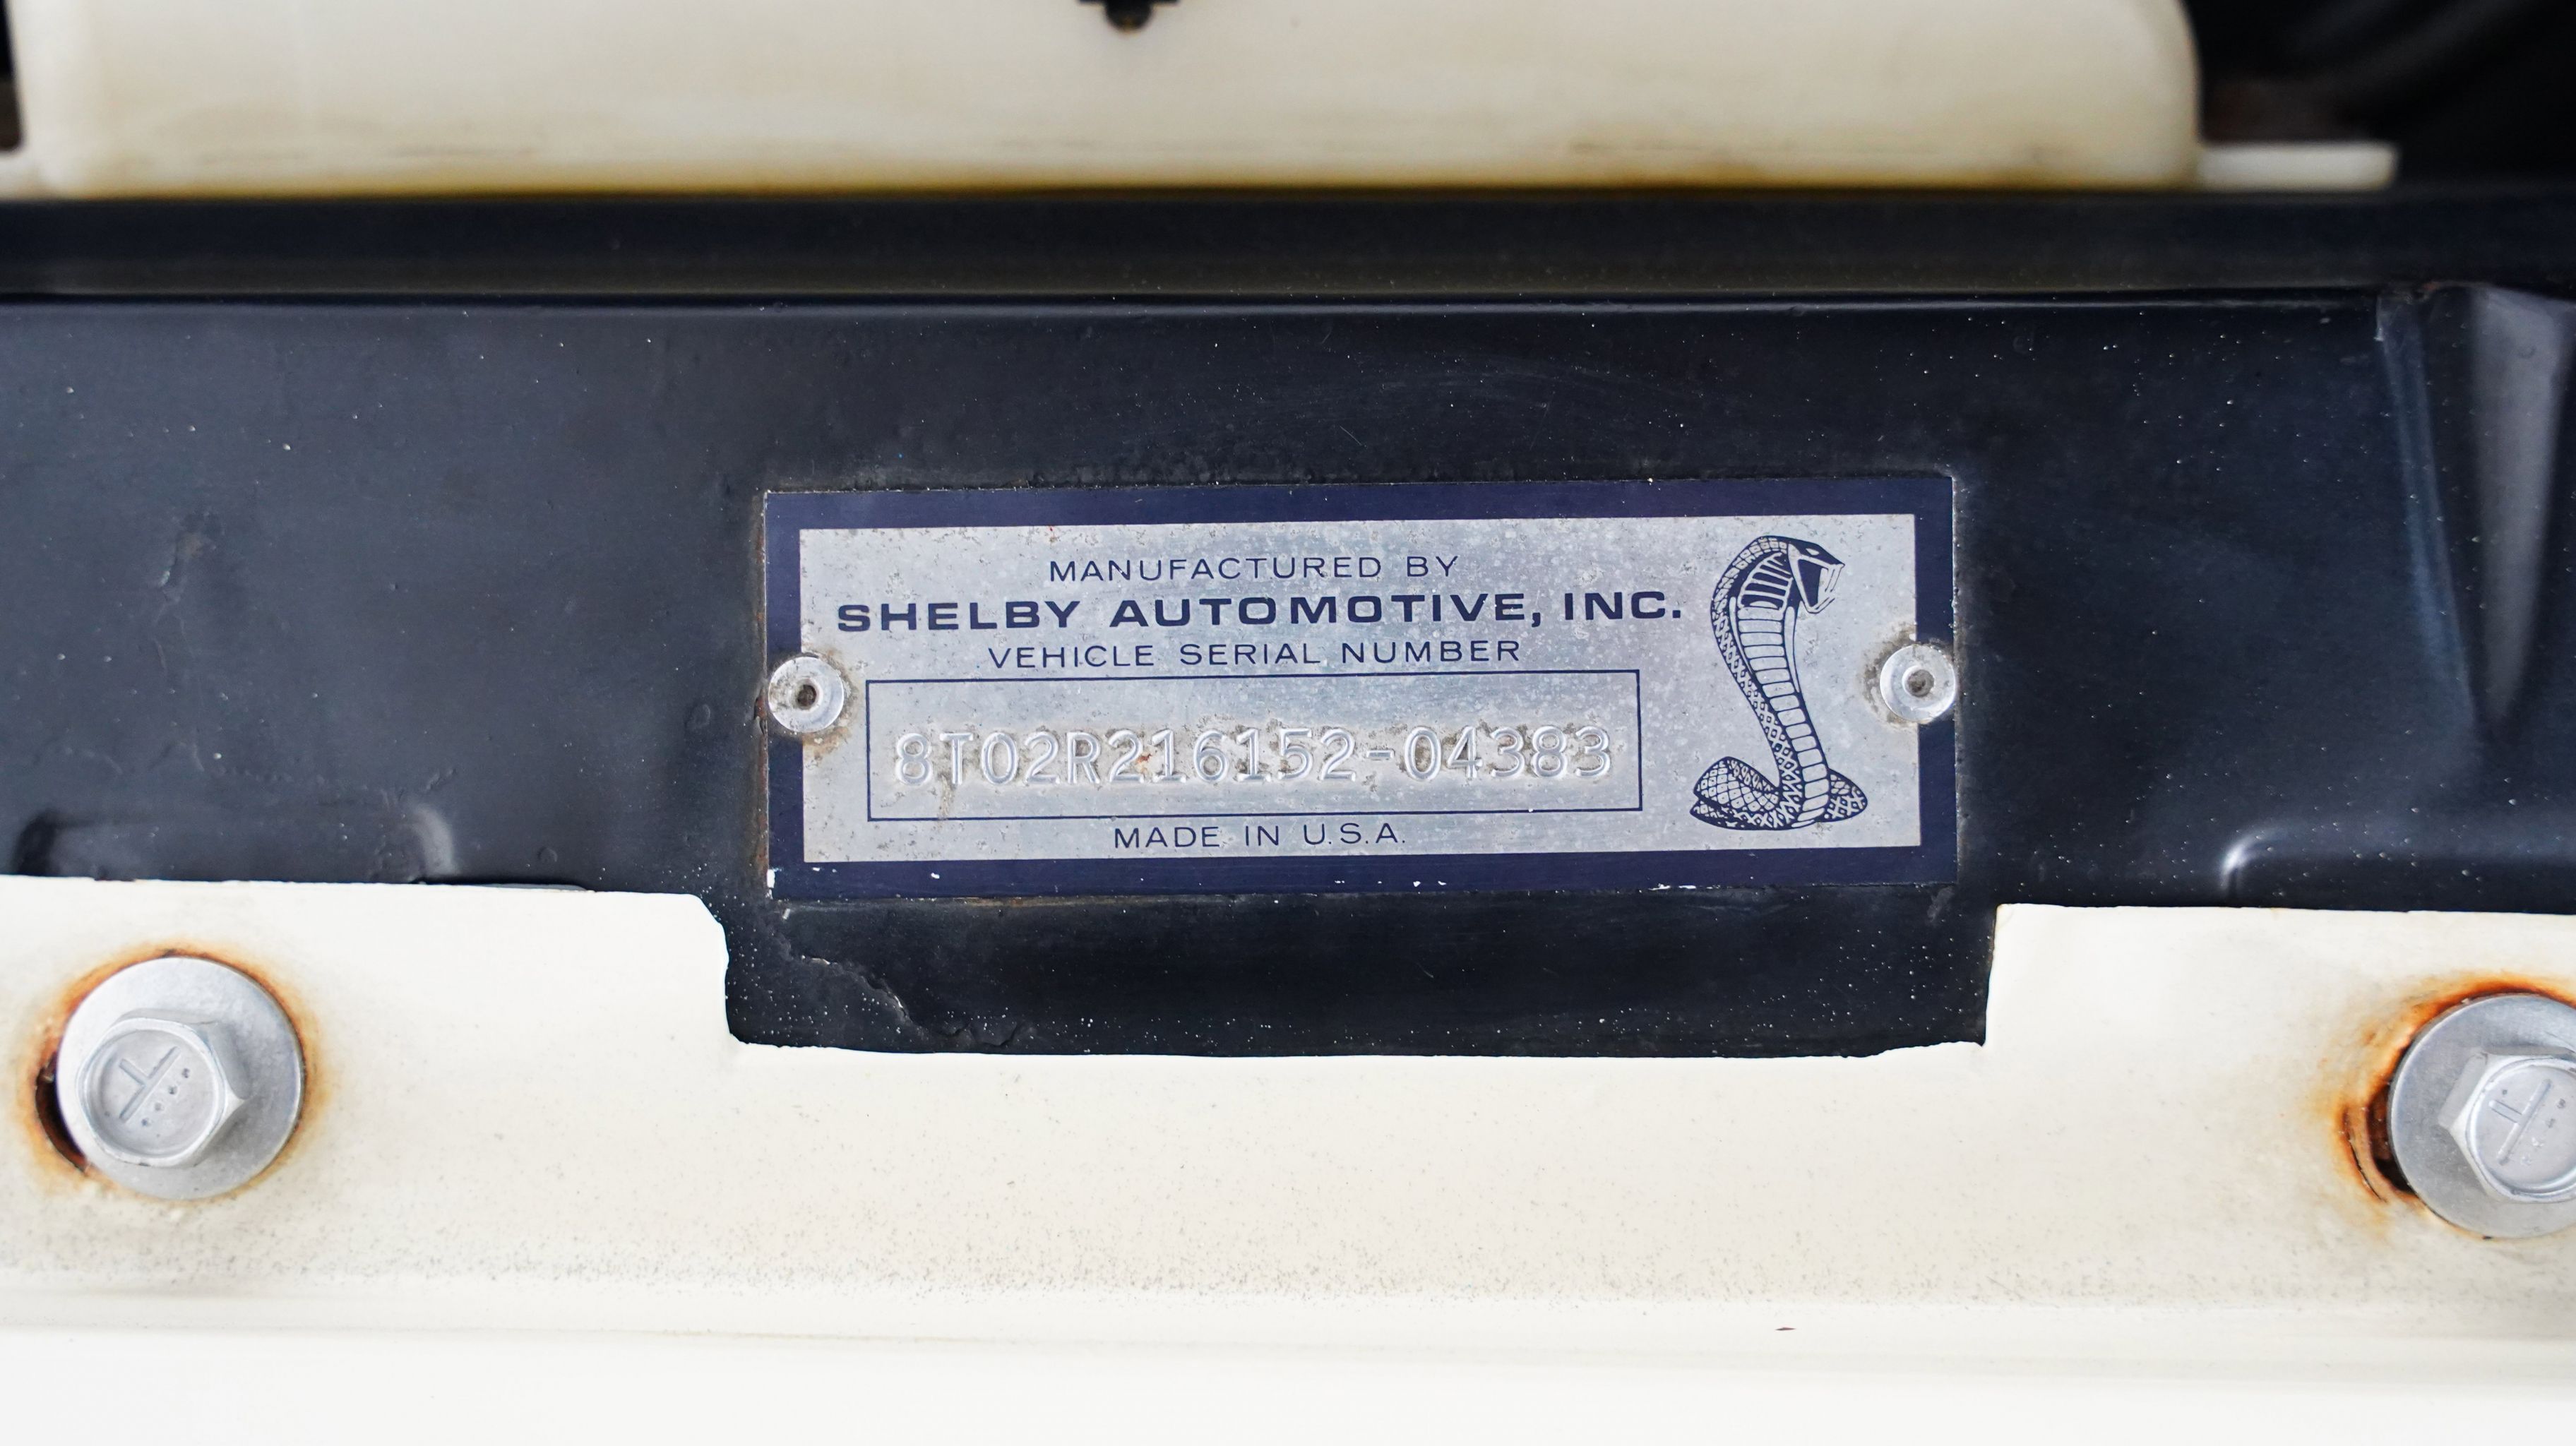 MANUFACTURED BY
SHELBY AUTOMOTIVE, INC.
VEHICLE SERIAL NUMBER
8T02R216152-04383
MADE IN U.S.A.